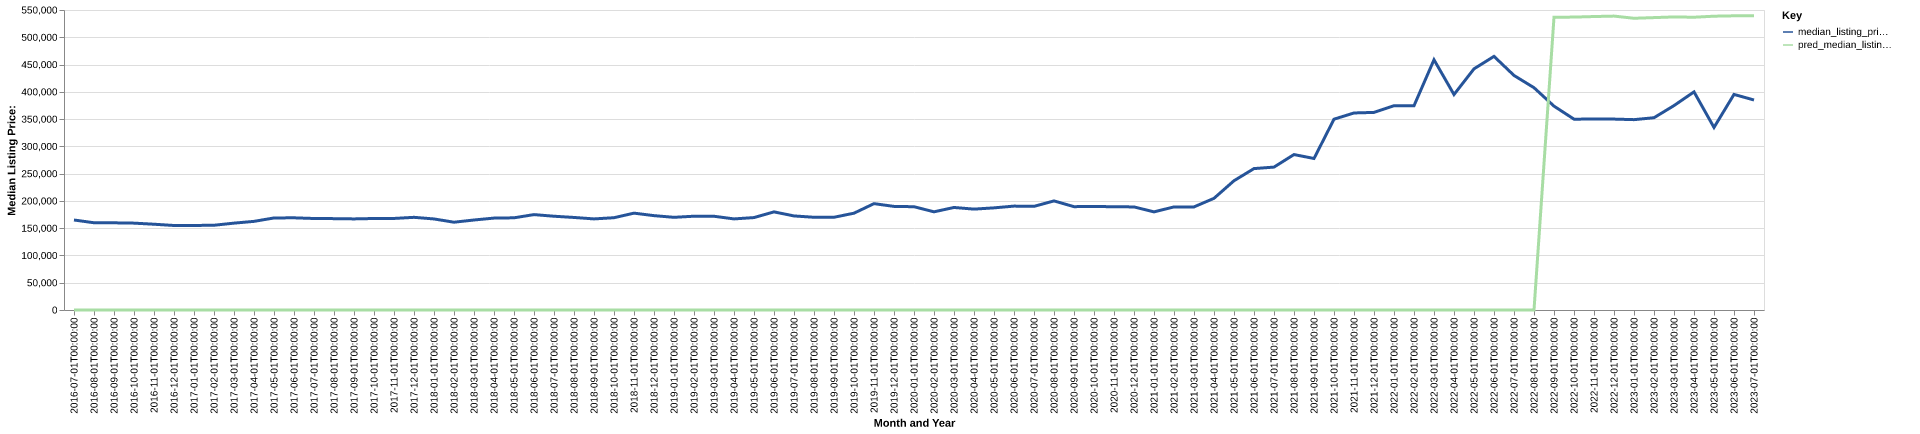 550,000
500,000
450,000
400,000
350,000
300,000
250,000
200,000
150,000
100,000
50,000
0
Median Listing Price:
2016-07-01T00:00:00
2016-08-01T00:00:00
2016-09-01T00:00:00
2016-10-01T00:00:00
2016-11-01T00:00:00
2016-12-01T00:00:00
2017-01-01T00:00:00
2017-02-01T00:00:00
2017-03-01T00:00:00
2017-04-01T00:00:00
2017-05-01T00:00:00
2017-06-01T00:00:00
2017-07-01T00:00:00
2017-08-01T00:00:00
2017-09-01T00:00:00
2017-10-01T00:00:00
2017-11-01T00:00:00
2017-12-01T00:00:00
2018-01-01T00:00:00
2018-02-01T00:00:00
2018-03-01T00:00:00
2018-04-01T00:00:00
2018-05-01T00:00:00
2018-06-01T00:00:00
2018-07-01T00:00:00
2018-08-01T00:00:00
2018-09-01T00:00:00
2018-10-01T00:00:00
2018-11-01T00:00:00
2018-12-01T00:00:00
2019-01-01T00:00:00
2019-02-01T00:00:00
2019-03-01T00:00:00
2019-04-01T00:00:00
2019-05-01T00:00:00
2019-06-01T00:00:00
2019-07-01T00:00:00
2019-08-01T00:00:00
2019-09-01T00:00:00
2019-10-01T00:00:00
2019-11-01T00:00:00
2019-12-01T00:00:00
2020-01-01T00:00:00
2020-02-01T00:00:00
2020-03-01T00:00:00
2020-04-01T00:00:00
2020-05-01T00:00:00
2020-06-01T00:00:00
2020-07-01T00:00:00
2020-08-01T00:00:00
2020-09-01T00:00:00
2020-10-01T00:00:00
2020-11-01T00:00:00
2020-12-01T00:00:00
2021-01-01T00:00:00
2021-02-01T00:00:00
2021-03-01T00:00:00
2021-04-01T00:00:00
2021-05-01T00:00:00
2021-06-01T00:00:00
2021-07-01T00:00:00
2021-08-01T00:00:00
2021-09-01T00:00:00
2021-10-01T00:00:00
2021-11-01T00:00:00
2021-12-01T00:00:00
2022-01-01T00:00:00
2022-02-01T00:00:00
2022-03-01T00:00:00
2022-04-01T00:00:00
2022-05-01T00:00:00
2022-06-01T00:00:00
2022-07-01T00:00:00
2022-08-01T00:00:00
2022-09-01T00:00:00
2022-10-01T00:00:00
2022-11-01T00:00:00
2022-12-01T00:00:00
2023-01-01T00:00:00
2023-02-01T00:00:00
2023-03-01T00:00:00
2023-04-01T00:00:00
2023-05-01T00:00:00
2023-06-01T00:00:00
2023-07-01T00:00:00
Month and Year
Key
median_listing_pri…
pred_median_listin…